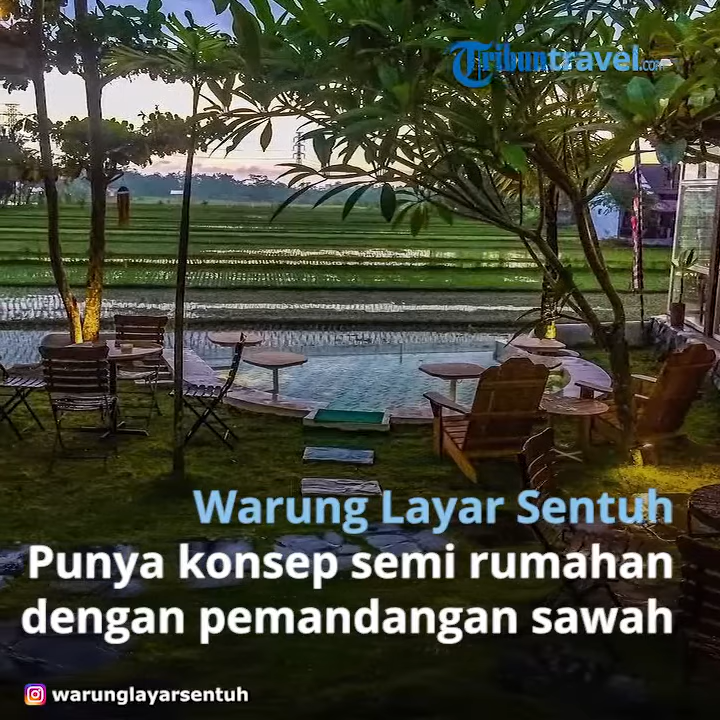 Tribuntravel.com
Warung Layar Sentuh
Punya konsep semi rumahan
dengan pemandangan sawah
warunglayarsentuh